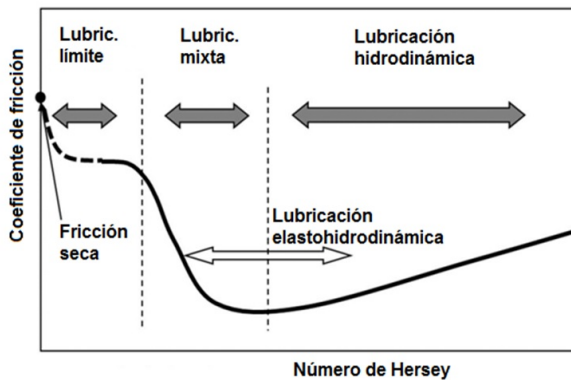 Lubric.
límite
Lubric.
mixta
Lubricación
hidrodinámica
Coeficiente de fricción
Fricción
seca
Lubricación
elastohidrodinámica
Número de Hersey